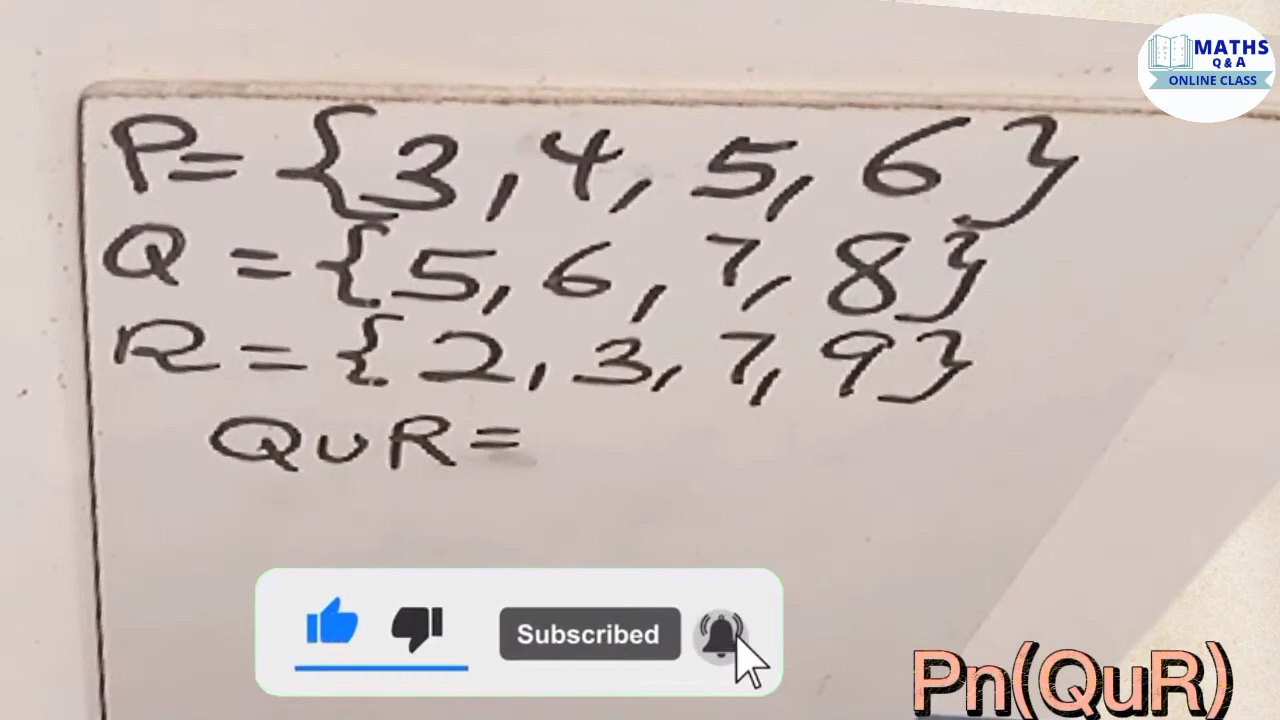 MATHS
Q & A
ONLINE CLASS
P= {3, 4, 5, 6}
Q = {5, 6, 7, 8}
R = {2, 3, 7, 9}
QuR=
Subscribed
Pn(QuR)